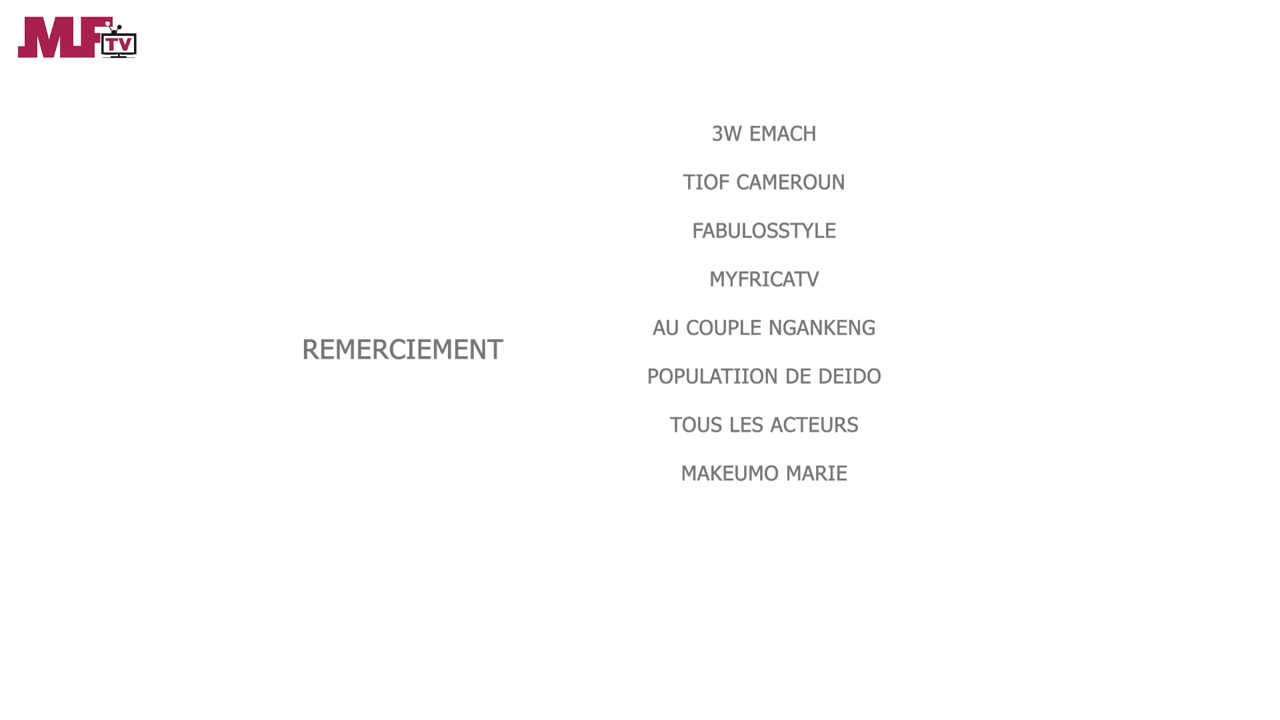 MF TV
3W EMACH
TIOF CAMEROUN
FABULOSSTYLE
MYFRICATV
AU COUPLE NGANKENG
REMERCIEMENT
POPULATIION DE DEIDO
TOUS LES ACTEURS
MAKEUMO MARIE